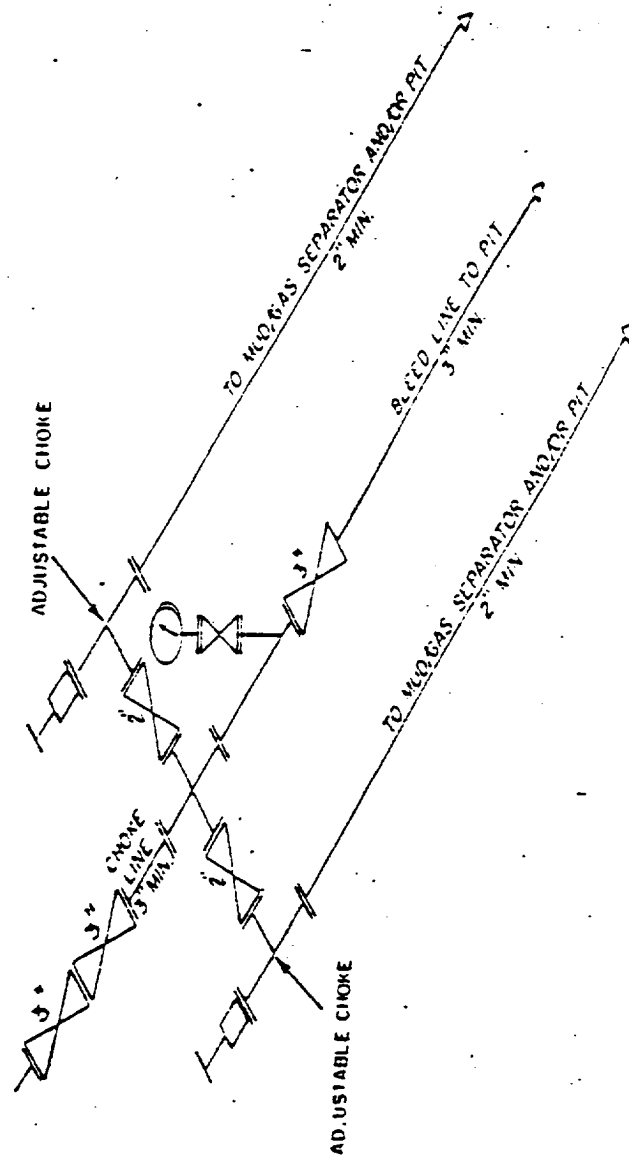 ADJUSTABLE CHOKE
TO MUD/GAS SEPARATOR AND/OR PIT
2" MIN.
BLEED LINE TO PIT
3" MIN.
3"
3"
CHOKE
LINE
3" MIN.
2"
3"
2"
TO MUD/GAS SEPARATOR AND/OR PIT
2" MIN
ADJUSTABLE CHOKE